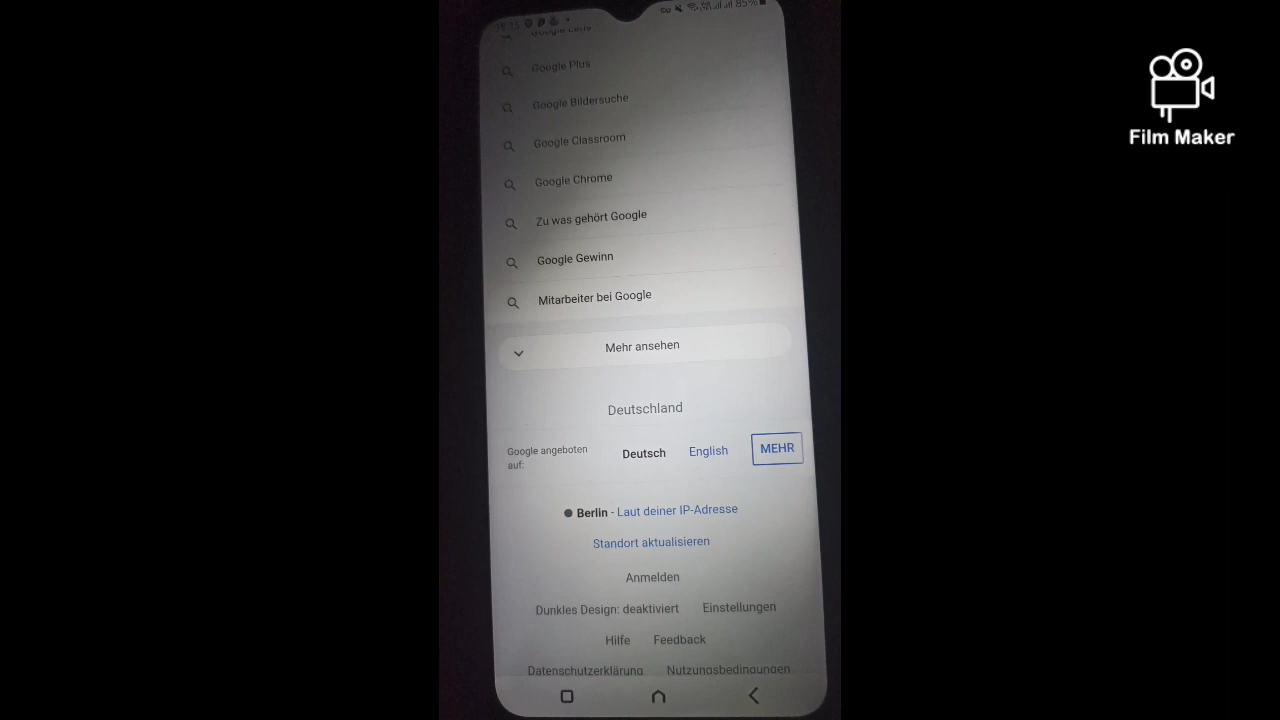 85%
Google Plus
Google Bildersuche
Google Classroom
Google Chrome
Zu was gehört Google
Google Gewinn
Mitarbeiter bei Google
Mehr ansehen
Deutschland
Google angeboten
auf:
Deutsch English MEHR
Berlin - Laut deiner IP-Adresse
Standort aktualisieren
Anmelden
Dunkles Design: deaktiviert Einstellungen
Hilfe Feedback
Datenschutzerklärung Nutzungsbedingungen
Film Maker